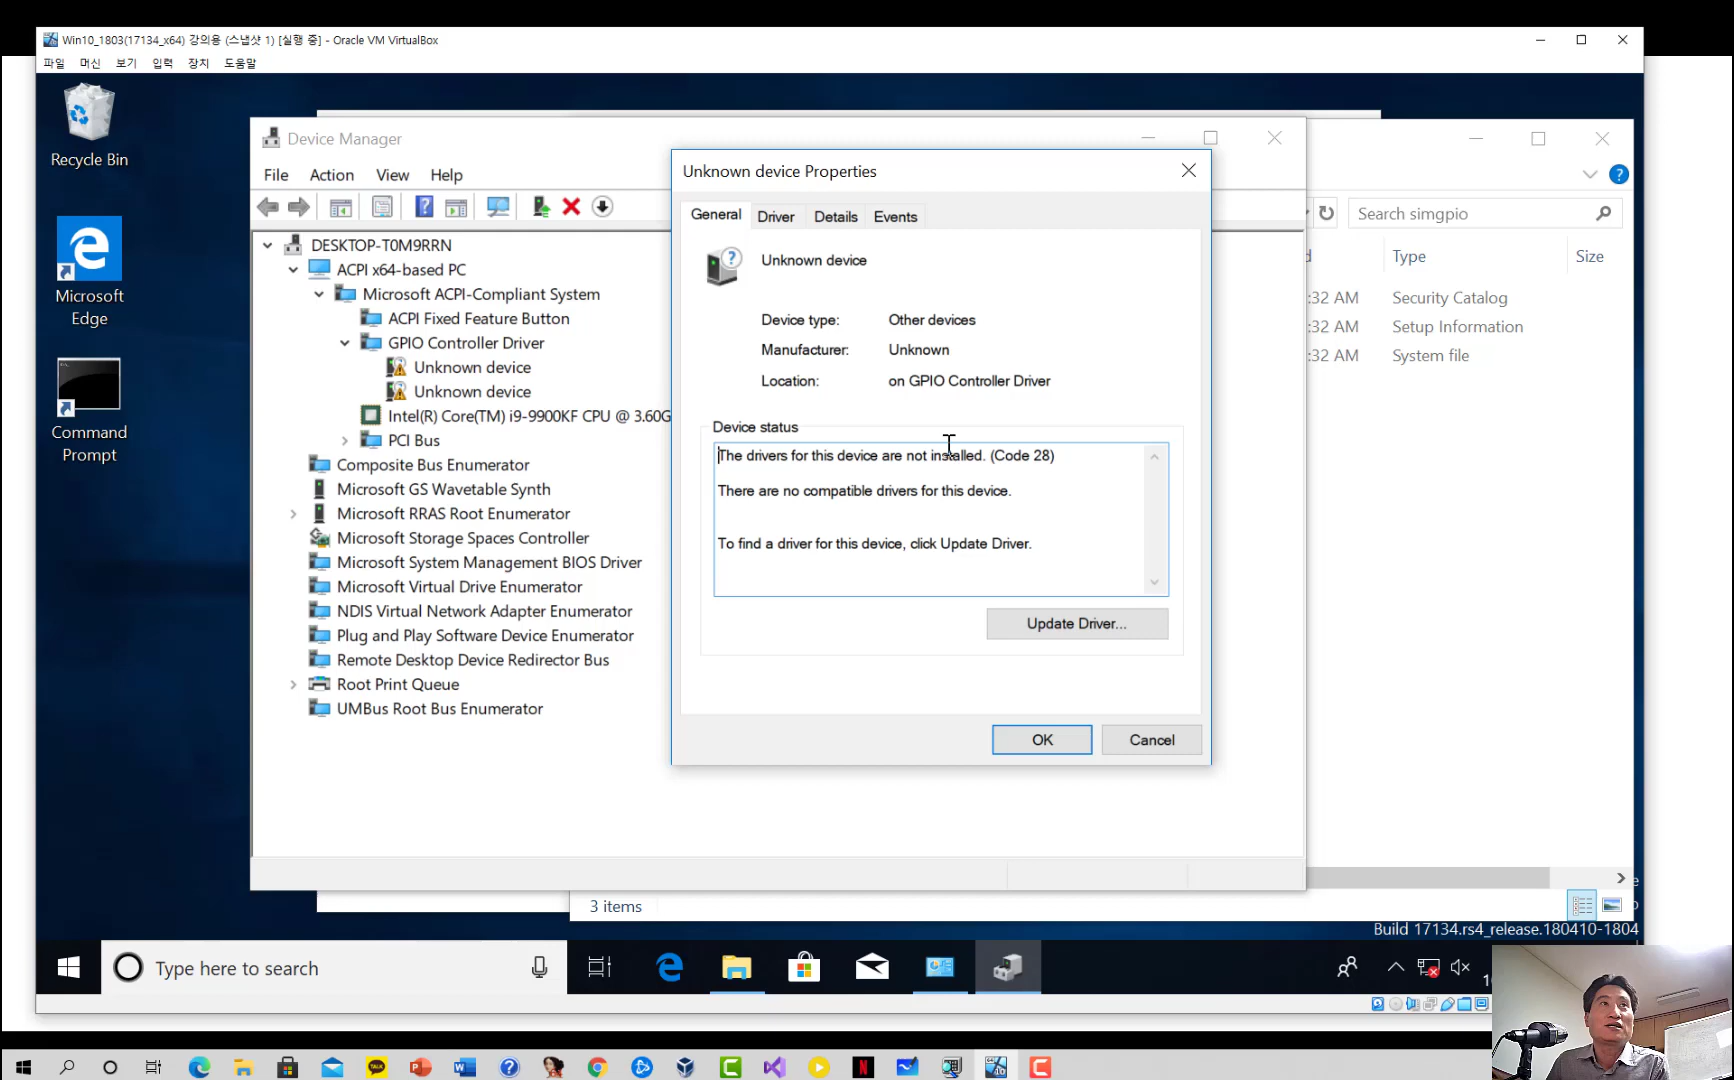 Win10_1803(17134_x64) 강의용 (스냅샷 1) [실행 중] - Oracle VM VirtualBox
파일 머신 보기 입력 장치 도움말
Recycle Bin
Microsoft
Edge
Command
Prompt
Device Manager
File Action View Help
DESKTOP-T0M9RRN
ACPI x64-based PC
Microsoft ACPI-Compliant System
ACPI Fixed Feature Button
GPIO Controller Driver
Unknown device
Unknown device
Intel(R) Core(TM) i9-9900KF CPU @ 3.60G
PCI Bus
Composite Bus Enumerator
Microsoft GS Wavetable Synth
Microsoft RRAS Root Enumerator
Microsoft Storage Spaces Controller
Microsoft System Management BIOS Driver
Microsoft Virtual Drive Enumerator
NDIS Virtual Network Adapter Enumerator
Plug and Play Software Device Enumerator
Remote Desktop Device Redirector Bus
Root Print Queue
UMBus Root Bus Enumerator
Unknown device Properties
General Driver Details Events
Unknown device
Device type: Other devices
Manufacturer: Unknown
Location: on GPIO Controller Driver
Device status
The drivers for this device are not installed. (Code 28)
There are no compatible drivers for this device.
To find a driver for this device, click Update Driver.
Update Driver...
OK Cancel
Search simgpio
Type Size
:32 AM Security Catalog
:32 AM Setup Information
:32 AM System file
3 items
Build 17134.rs4_release.180410-1804
Type here to search